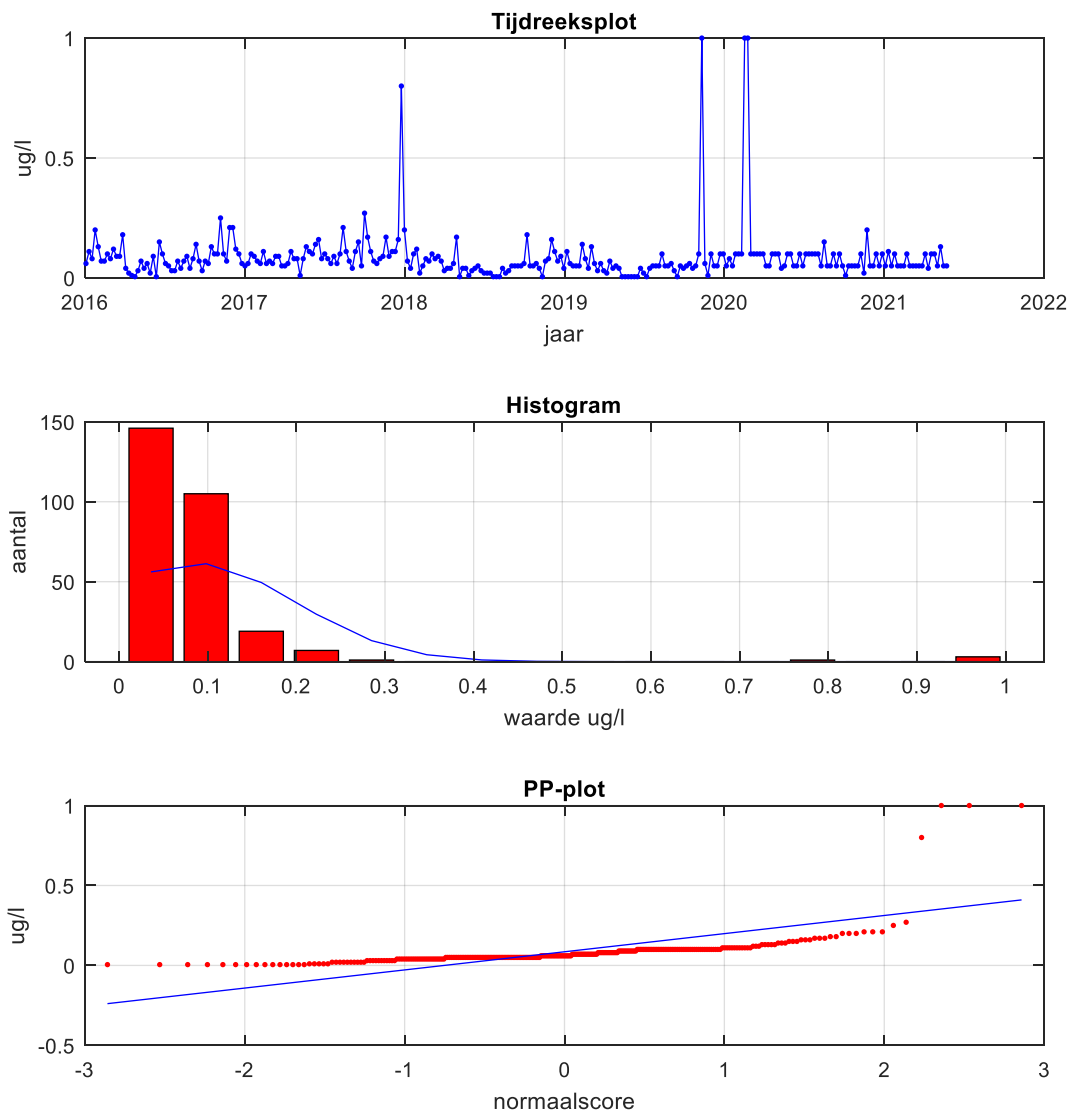 Tijdreeksplot
1
0.5
0
ug/l
2016 2017 2018 2019 2020 2021 2022
jaar
Histogram
150
100
50
0
aantal
0 0.1 0.2 0.3 0.4 0.5 0.6 0.7 0.8 0.9 1
waarde ug/l
PP-plot
1
0.5
0
-0.5
ug/l
-3 -2 -1 0 1 2 3
normaalscore